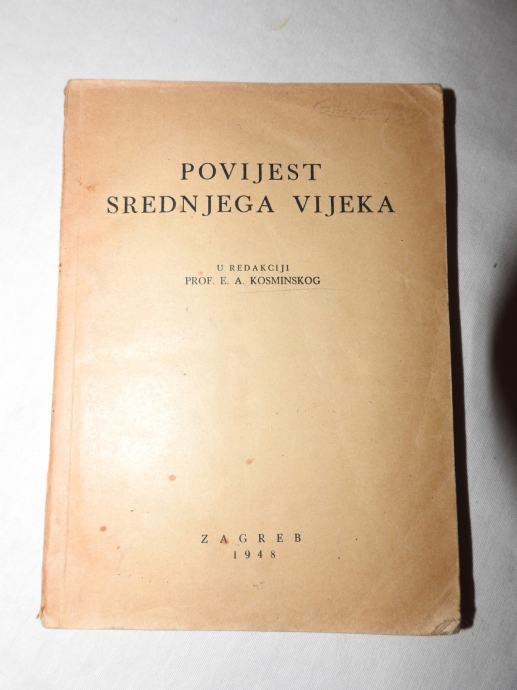 POVIJEST
SREDNJEGA VIJEKA
U REDAKCIJI
PROF. E. A. KOSMINSKOG
ZAGREB
1948